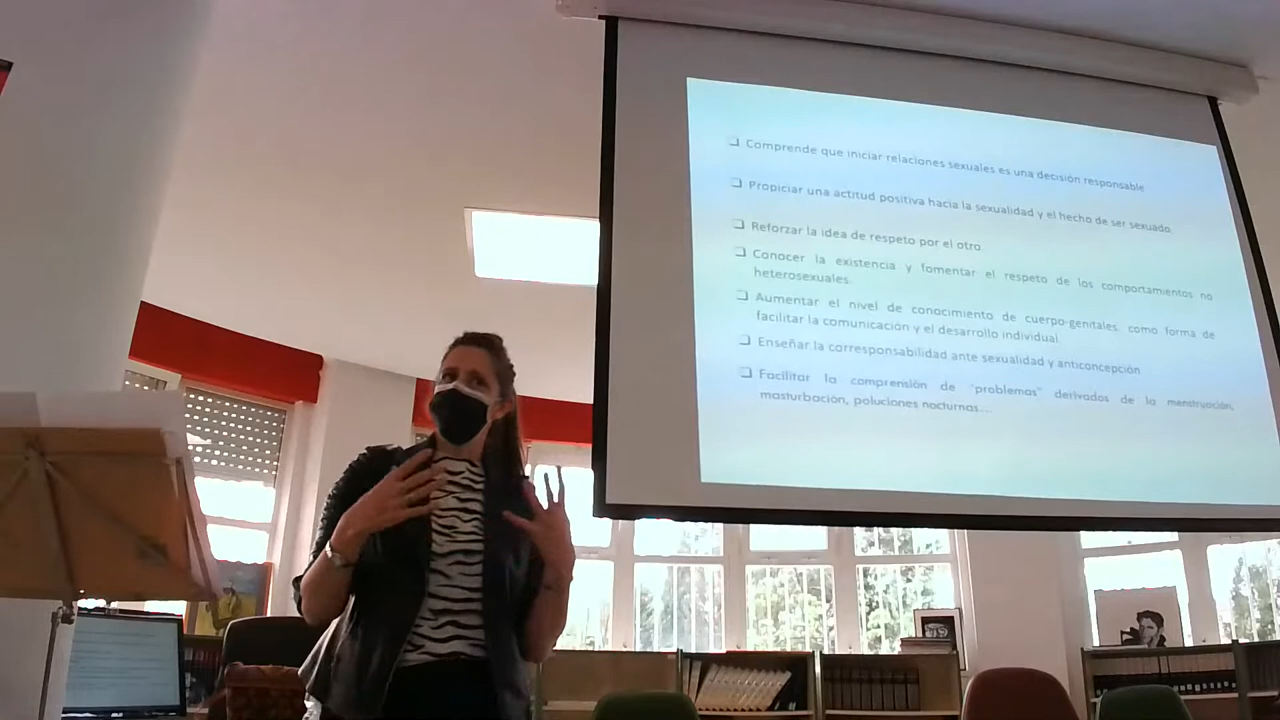 ❑ Comprende que iniciar relaciones sexuales es una decisión responsable
❑ Propiciar una actitud positiva hacia la sexualidad y el hecho de ser sexuado.
❑ Reforzar la idea de respeto por el otro.
❑ Conocer la existencia y fomentar el respeto de los comportamientos no
heterosexuales.
❑ Aumentar el nivel de conocimiento de cuerpo-genitales, como forma de
facilitar la comunicación y el desarrollo individual.
❑ Enseñar la corresponsabilidad ante sexualidad y anticoncepción.
❑ Facilitar la comprensión de "problemas" derivados de la menstruación,
masturbación, poluciones nocturnas...